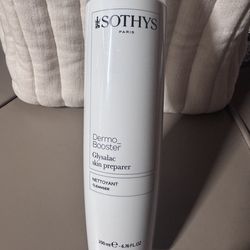 SOTHYS
PARIS
Dermo_
Booster
Glysalac
skin preparer
NETTOYANT
CLEANSER
200 ml ℮ - 6.76 FL.OZ